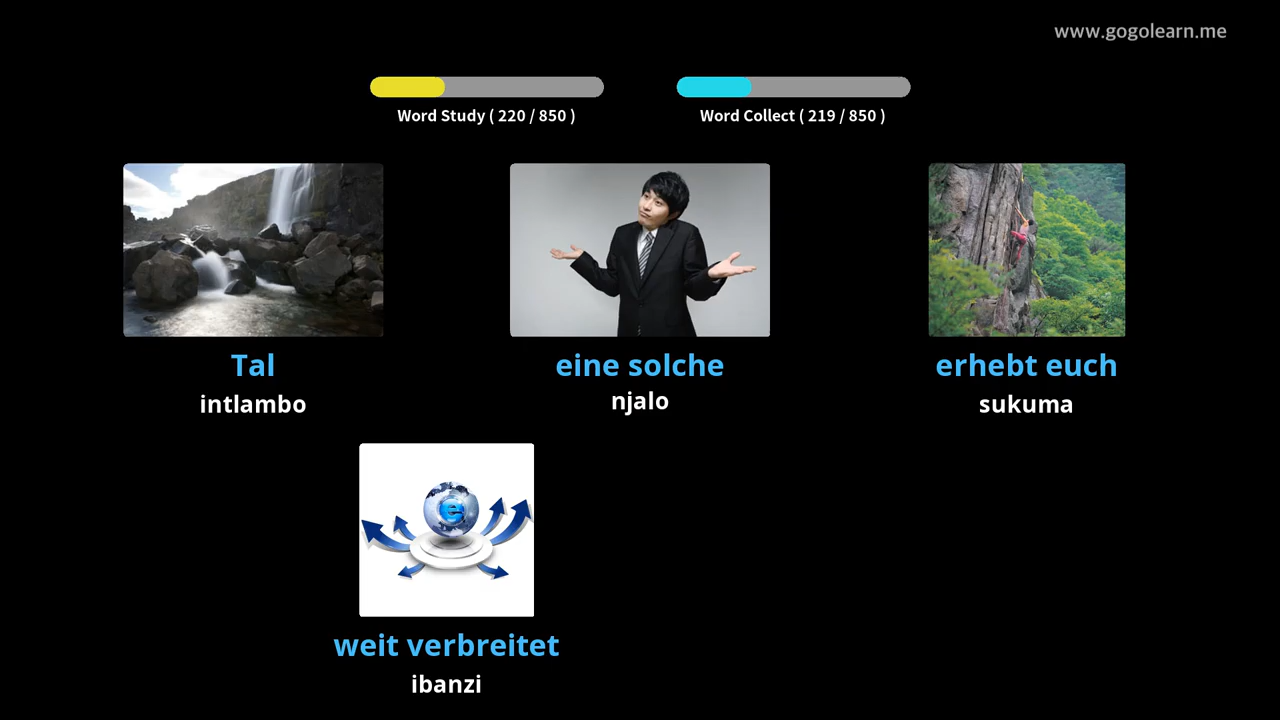 www.gogolearn.me
Word Study ( 220 / 850 )
Word Collect ( 219 / 850 )
Tal
intlambo
eine solche
njalo
erhebt euch
sukuma
e
weit verbreitet
ibanzi